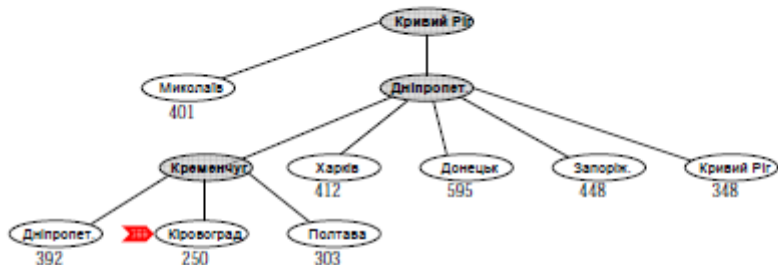 Кривий Ріг
Миколаїв
401
Дніпропет.
Кременчуг
Харків
412
Донецьк
595
Запоріж.
448
Кривий Ріг
348
Дніпропет.
392
Кіровоград
250
Полтава
303